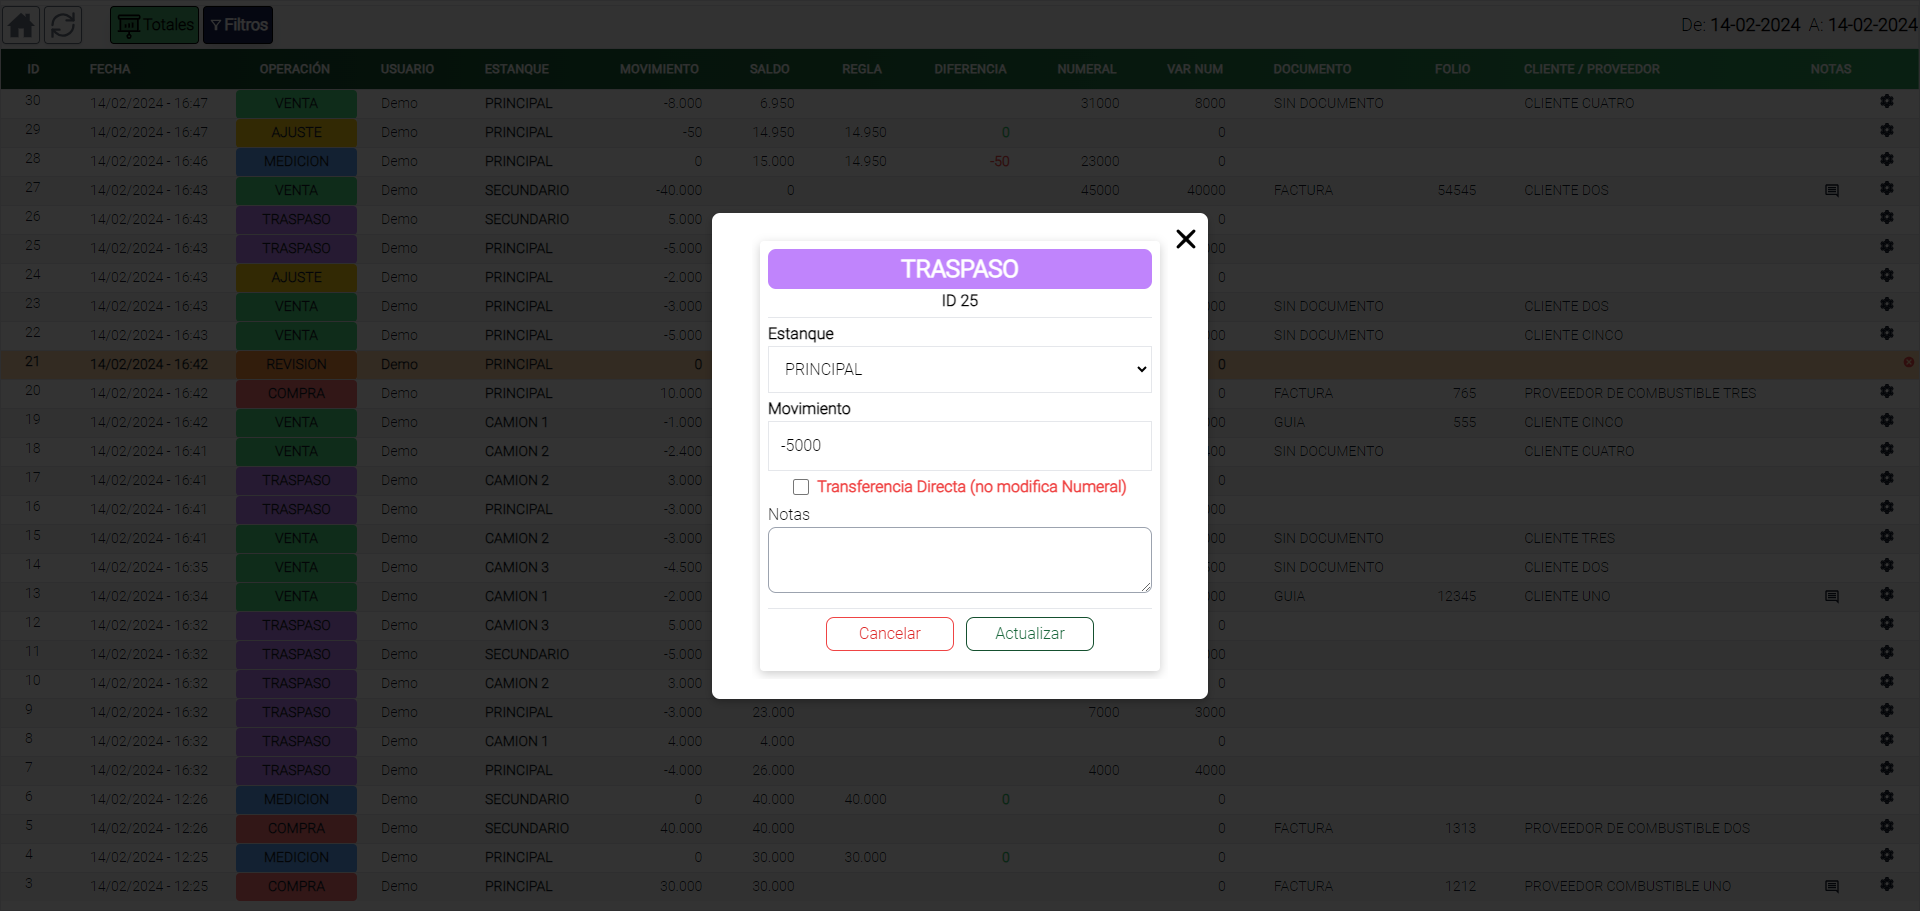 Totales Filtros De: 14-02-2024 A: 14-02-2024
ID FECHA OPERACIÓN USUARIO ESTANQUE MOVIMIENTO SALDO REGLA DIFERENCIA NUMERAL VAR NUM DOCUMENTO FOLIO CLIENTE / PROVEEDOR NOTAS
30 14/02/2024 - 16:47 VENTA Demo PRINCIPAL -8.000 6.950 31000 8000 SIN DOCUMENTO CLIENTE CUATRO
29 14/02/2024 - 16:47 AJUSTE Demo PRINCIPAL -50 14.950 14.950 0 0
28 14/02/2024 - 16:46 MEDICION Demo PRINCIPAL 0 15.000 14.950 -50 23000 0
27 14/02/2024 - 16:43 VENTA Demo SECUNDARIO -40.000 0 45000 40000 FACTURA 54545 CLIENTE DOS
26 14/02/2024 - 16:43 TRASPASO Demo SECUNDARIO 5.000 0
25 14/02/2024 - 16:43 TRASPASO Demo PRINCIPAL -5.000
24 14/02/2024 - 16:43 AJUSTE Demo PRINCIPAL -2.000 0
23 14/02/2024 - 16:43 VENTA Demo PRINCIPAL -3.000 SIN DOCUMENTO CLIENTE DOS
22 14/02/2024 - 16:43 VENTA Demo PRINCIPAL -5.000 SIN DOCUMENTO CLIENTE CINCO
21 14/02/2024 - 16:42 REVISION Demo PRINCIPAL 0 0
20 14/02/2024 - 16:42 COMPRA Demo PRINCIPAL 10.000 0 FACTURA 765 PROVEEDOR DE COMBUSTIBLE TRES
19 14/02/2024 - 16:42 VENTA Demo CAMION 1 -1.000 GUIA 555 CLIENTE CINCO
18 14/02/2024 - 16:41 VENTA Demo CAMION 2 -2.400 SIN DOCUMENTO CLIENTE CUATRO
17 14/02/2024 - 16:41 TRASPASO Demo CAMION 2 3.000 0
16 14/02/2024 - 16:41 TRASPASO Demo PRINCIPAL -3.000
15 14/02/2024 - 16:41 VENTA Demo CAMION 2 -3.000 SIN DOCUMENTO CLIENTE TRES
14 14/02/2024 - 16:35 VENTA Demo CAMION 3 -4.500 SIN DOCUMENTO CLIENTE DOS
13 14/02/2024 - 16:34 VENTA Demo CAMION 1 -2.000 GUIA 12345 CLIENTE UNO
12 14/02/2024 - 16:32 TRASPASO Demo CAMION 3 5.000 0
11 14/02/2024 - 16:32 TRASPASO Demo SECUNDARIO -5.000
10 14/02/2024 - 16:32 TRASPASO Demo CAMION 2 3.000 0
9 14/02/2024 - 16:32 TRASPASO Demo PRINCIPAL -3.000 23.000 7000 3000
8 14/02/2024 - 16:32 TRASPASO Demo CAMION 1 4.000 4.000 0
7 14/02/2024 - 16:32 TRASPASO Demo PRINCIPAL -4.000 26.000 4000 4000
6 14/02/2024 - 12:26 MEDICION Demo SECUNDARIO 0 40.000 40.000 0 0
5 14/02/2024 - 12:26 COMPRA Demo SECUNDARIO 40.000 40.000 0 FACTURA 1313 PROVEEDOR DE COMBUSTIBLE DOS
4 14/02/2024 - 12:25 MEDICION Demo PRINCIPAL 0 30.000 30.000 0 0
3 14/02/2024 - 12:25 COMPRA Demo PRINCIPAL 30.000 30.000 0 FACTURA 1212 PROVEEDOR COMBUSTIBLE UNO
TRASPASO
ID 25
Estanque
PRINCIPAL
Movimiento
-5000
Transferencia Directa (no modifica Numeral)
Notas
Cancelar Actualizar